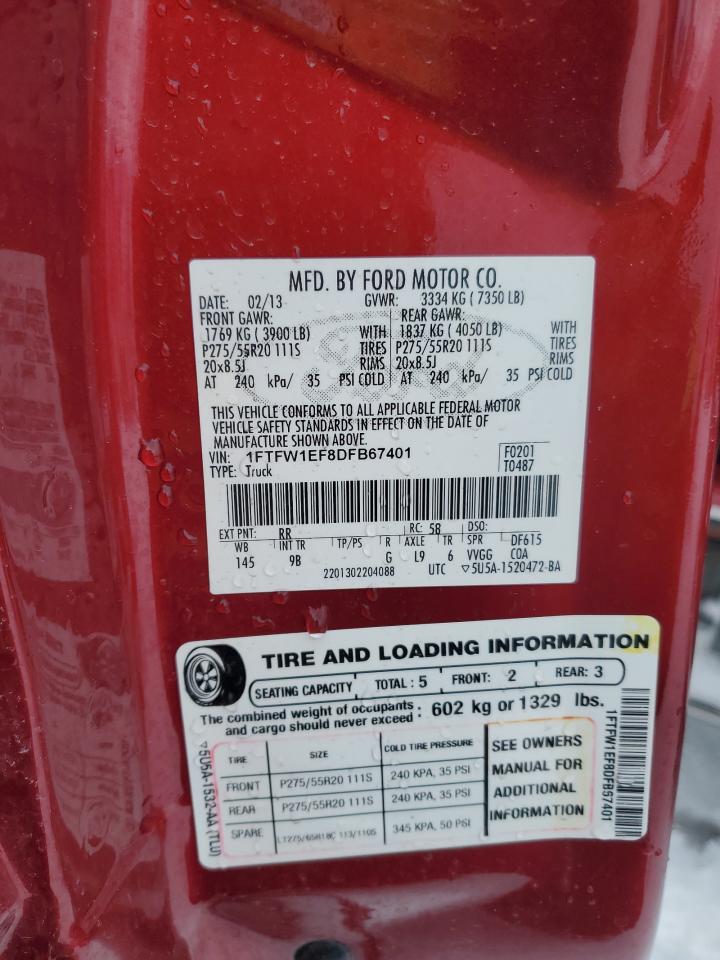 MFD. BY FORD MOTOR CO.
DATE: 02/13 GVWR: 3334 KG ( 7350 LB)
FRONT GAWR: REAR GAWR:
1769 KG ( 3900 LB) WITH 1837 KG ( 4050 LB) WITH
P275/55R20 111S TIRES P275/55R20 111S TIRES
20x8.5J RIMS 20x8.5J RIMS
AT 240 kPa/ 35 PSI COLD AT 240 kPa/ 35 PSI COLD
THIS VEHICLE CONFORMS TO ALL APPLICABLE FEDERAL MOTOR
VEHICLE SAFETY STANDARDS IN EFFECT ON THE DATE OF
MANUFACTURE SHOWN ABOVE.
VIN: 1FTFW1EF8DFB67401 F0201
TYPE: Truck T0487
EXT PNT: RR RC: 58 DSO:
WB INT TR TP/PS R AXLE TR SPR DF615
145 9B G L9 6 VVGG COA
2201302204088 UTC ▽5U5A-1520472-BA
TIRE AND LOADING INFORMATION
SEATING CAPACITY TOTAL : 5 FRONT: 2 REAR: 3
The combined weight of occupants and cargo should never exceed : 602 kg or 1329 lbs.
TIRE SIZE COLD TIRE PRESSURE
FRONT P275/55R20 111S 240 KPA, 35 PSI
REAR P275/55R20 111S 240 KPA, 35 PSI
SPARE LT275/65R18C 113/110S 345 KPA, 50 PSI
SEE OWNERS
MANUAL FOR
ADDITIONAL
INFORMATION
▽5U5A-1532-AA (TLU)
1FTFW1EF8DFB67401